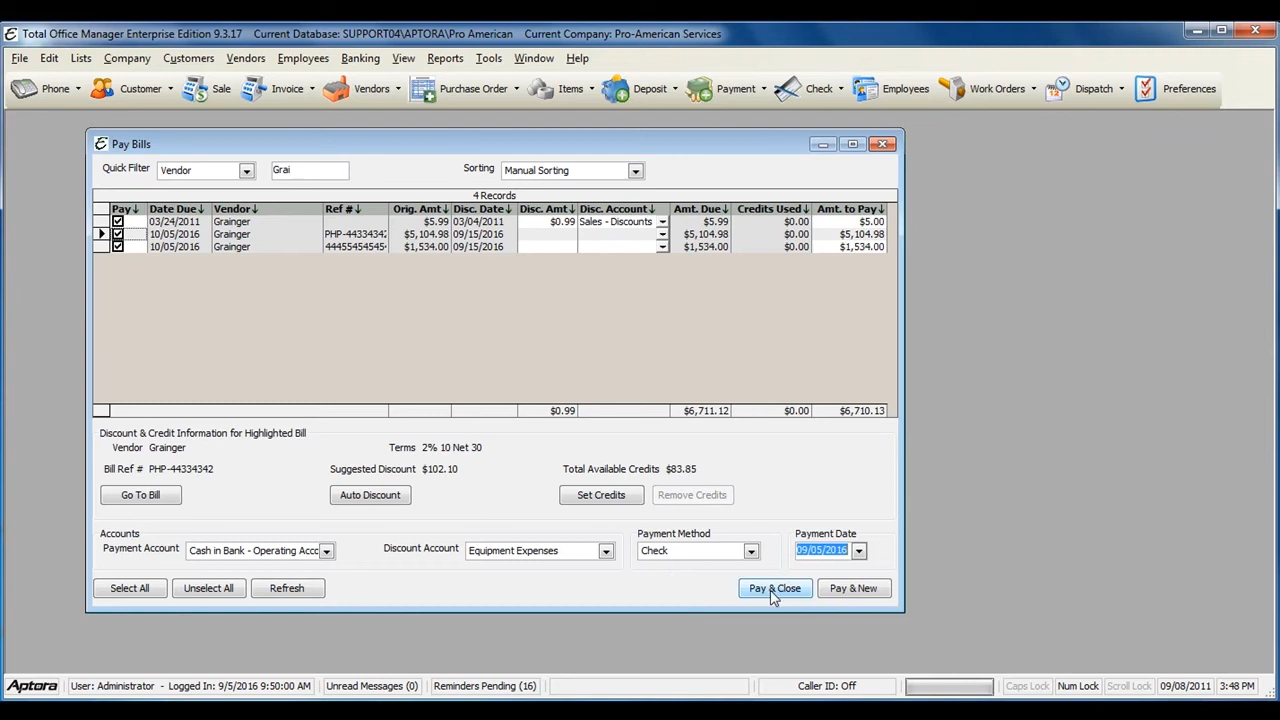 Total Office Manager Enterprise Edition 9.3.17 Current Database: SUPPORT04\APTORA\Pro American Current Company: Pro-American Services
File Edit Lists Company Customers Vendors Employees Banking View Reports Tools Window Help
Phone Customer Sale Invoice Vendors Purchase Order Items Deposit Payment Check Employees Work Orders Dispatch Preferences
Pay Bills
Quick Filter Vendor Grai Sorting Manual Sorting
4 Records
Pay Date Due Vendor Ref # Orig. Amt Disc. Date Disc. Amt Disc. Account Amt. Due Credits Used Amt. to Pay
03/24/2011 Grainger $5.99 03/04/2011 $0.99 Sales - Discounts $5.99 $0.00 $5.00
10/05/2016 Grainger PHP-44334342 $5,104.98 09/15/2016 $5,104.98 $0.00 $5,104.98
10/05/2016 Grainger 44455454545 $1,534.00 09/15/2016 $1,534.00 $0.00 $1,534.00
$0.99 $6,711.12 $0.00 $6,710.13
Discount & Credit Information for Highlighted Bill
Vendor Grainger Terms 2% 10 Net 30
Bill Ref # PHP-44334342 Suggested Discount $102.10 Total Available Credits $83.85
Go To Bill Auto Discount Set Credits Remove Credits
Accounts Payment Method Payment Date
Payment Account Cash in Bank - Operating Acco Discount Account Equipment Expenses Check 09/05/2016
Select All Unselect All Refresh Pay & Close Pay & New
Aptora User: Administrator - Logged In: 9/5/2016 9:50:00 AM Unread Messages (0) Reminders Pending (16) Caller ID: Off Caps Lock Num Lock Scroll Lock 09/08/2011 3:48 PM